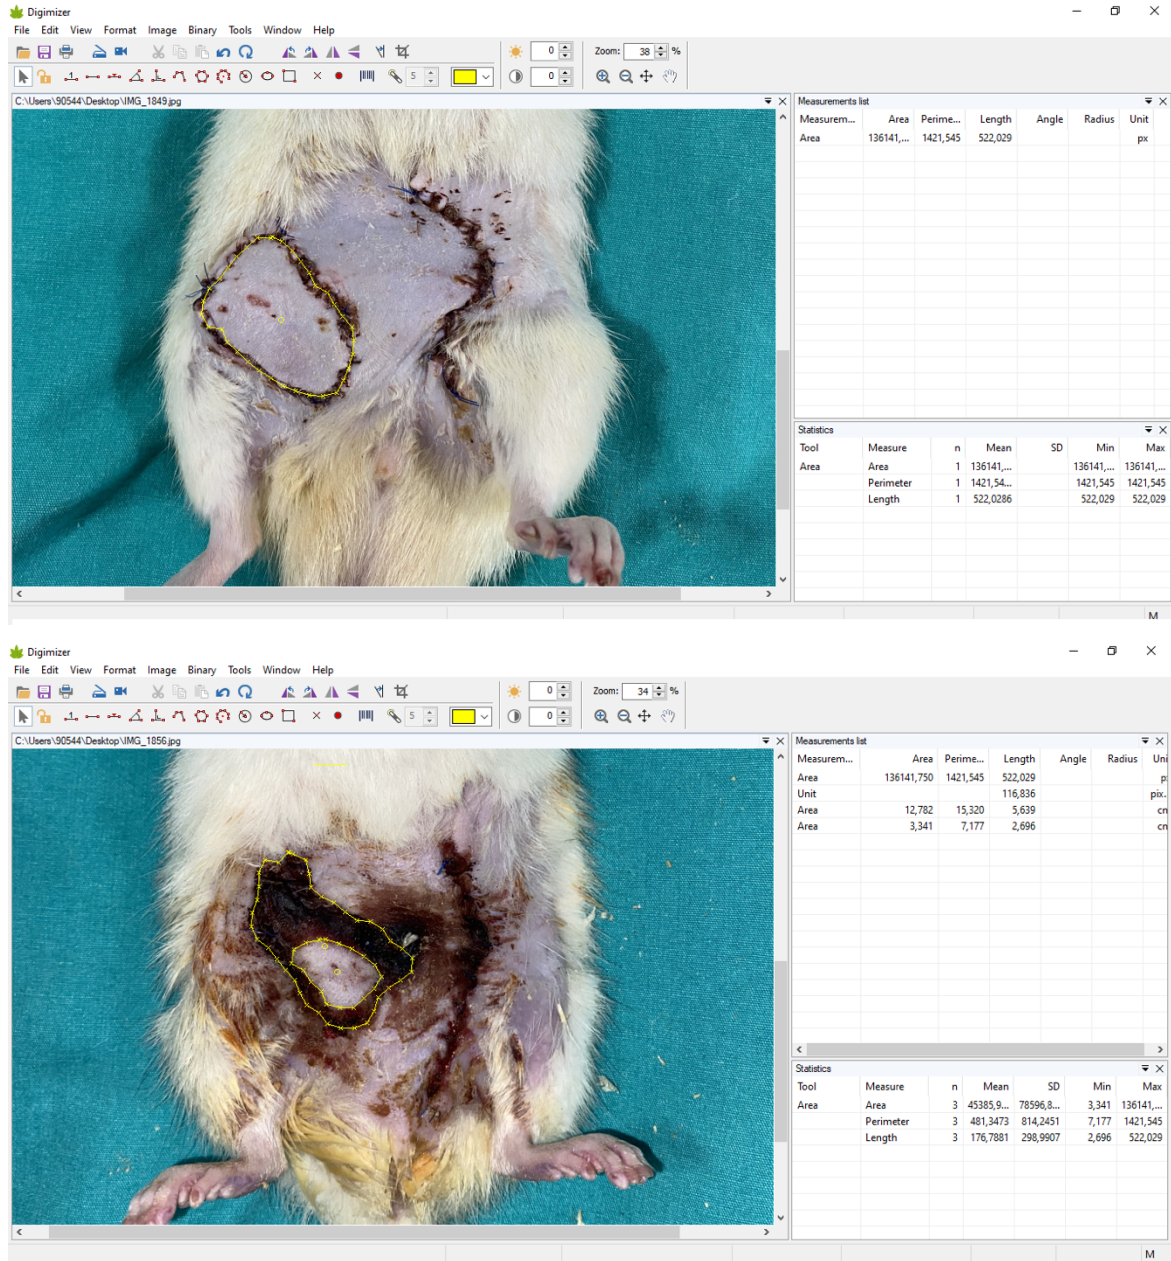 Digimizer
File Edit View Format Image Binary Tools Window Help
0 Zoom: 38 %
5 0
C:\Users\90544\Desktop\IMG_1849.jpg
Measurements list
Measurem... Area Perime... Length Angle Radius Unit
Area 136141,... 1421,545 522,029 px
Statistics
Tool Measure n Mean SD Min Max
Area Area 1 136141,... 136141,... 136141,...
Perimeter 1 1421,54... 1421,545 1421,545
Length 1 522,0286 522,029 522,029
M
Digimizer
File Edit View Format Image Binary Tools Window Help
0 Zoom: 34 %
5 0
C:\Users\90544\Desktop\IMG_1856.jpg
Measurements list
Measurem... Area Perime... Length Angle Radius Uni
Area 136141,750 1421,545 522,029 p
Unit 116,836 pix.
Area 12,782 15,320 5,639 cn
Area 3,341 7,177 2,696 cn
Statistics
Tool Measure n Mean SD Min Max
Area Area 3 45385,9... 78596,8... 3,341 136141,...
Perimeter 3 481,3473 814,2451 7,177 1421,545
Length 3 176,7881 298,9907 2,696 522,029
M